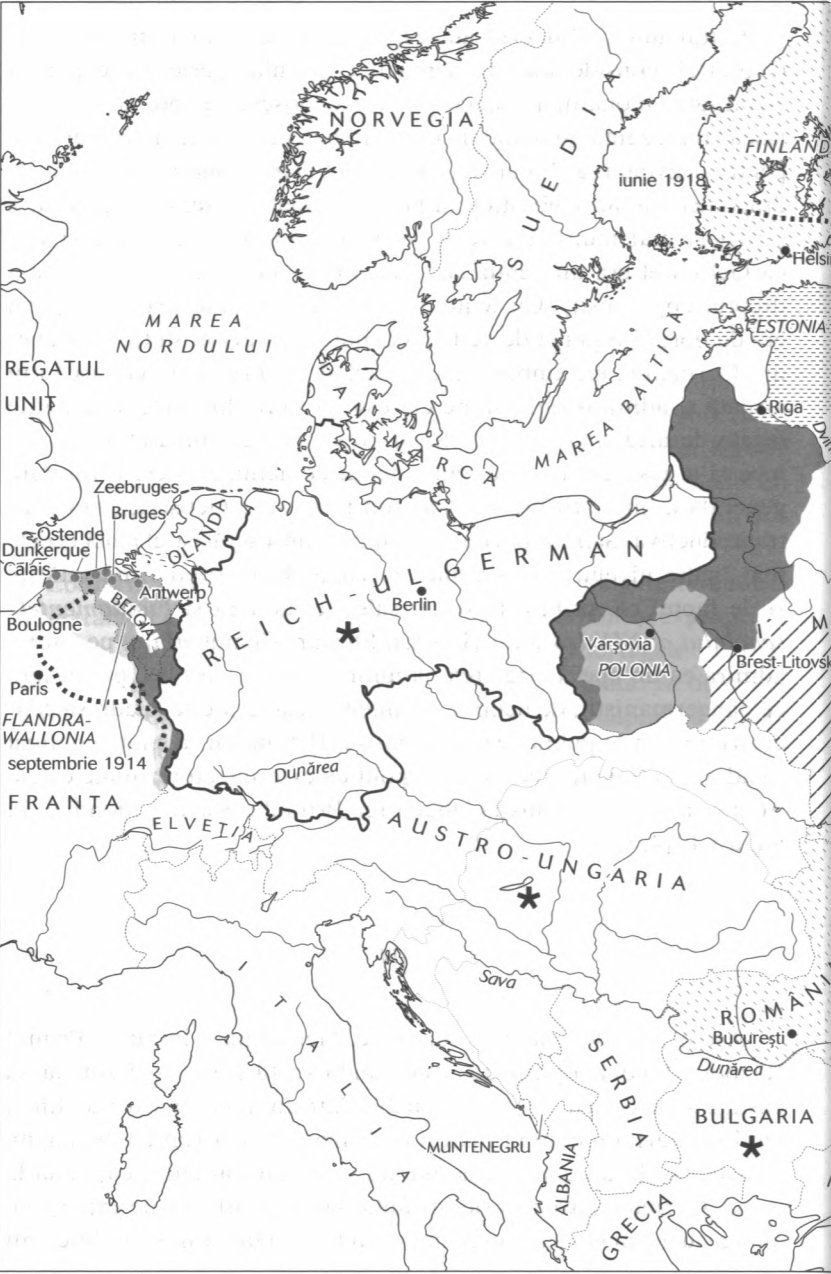 NORVEGIA
SUEDIA
FINLAND
iunie 1918
Helsin
MAREA
NORDULUI
ESTONIA
REGATUL
UNIT
DANEMARCA
MAREA BALTICĂ
Riga
Zeebruges
Bruges
Ostende
Dunkerque
Calais
OLANDA
Antwerp
BELGIA
Boulogne
REICH-UL GERMAN
Berlin
Varșovia
POLONIA
Brest-Litovsk
Paris
FLANDRA-
WALLONIA
septembrie 1914
Dunărea
FRANȚA
ELVEȚIA
AUSTRO-UNGARIA
ITALIA
Sava
ROMÂNI
București
Dunărea
SERBIA
BULGARIA
MUNTENEGRU
ALBANIA
GRECIA